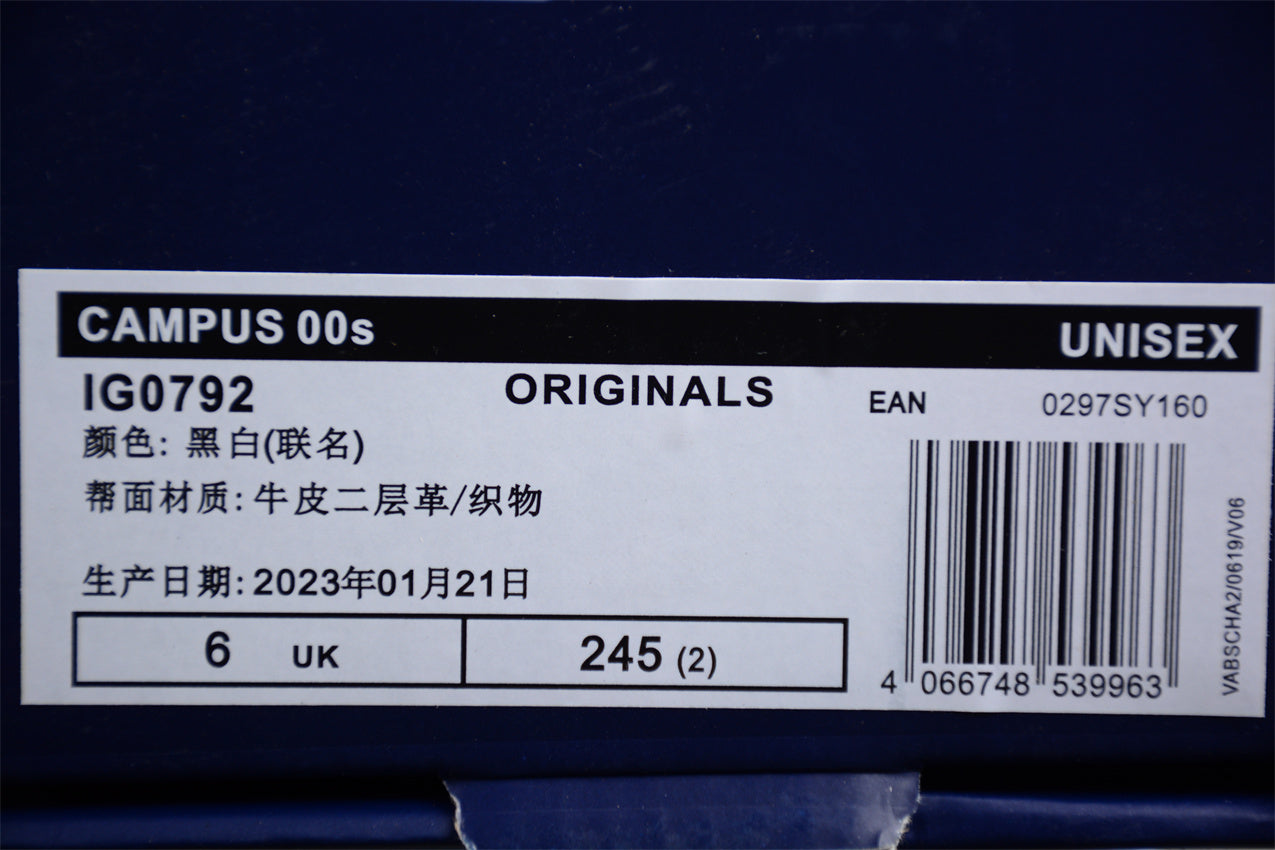 CAMPUS 00s
UNISEX
IG0792
ORIGINALS
EAN
0297SY160
颜色: 黑白(联名)
帮面材质: 牛皮二层革/织物
生产日期: 2023年01月21日
6 UK
245 (2)
4 066748 539963
VABSCHA2/0619/V06